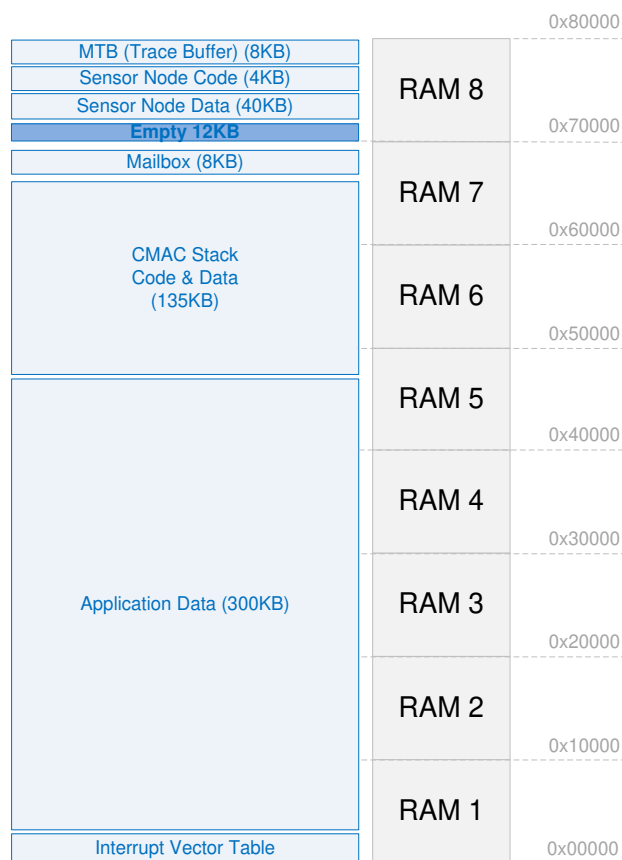 0x80000
MTB (Trace Buffer) (8KB)
Sensor Node Code (4KB)
RAM 8
Sensor Node Data (40KB)
Empty 12KB
0x70000
Mailbox (8KB)
RAM 7
0x60000
CMAC Stack
Code & Data
(135KB)
RAM 6
0x50000
RAM 5
0x40000
RAM 4
0x30000
Application Data (300KB)
RAM 3
0x20000
RAM 2
0x10000
RAM 1
Interrupt Vector Table
0x00000